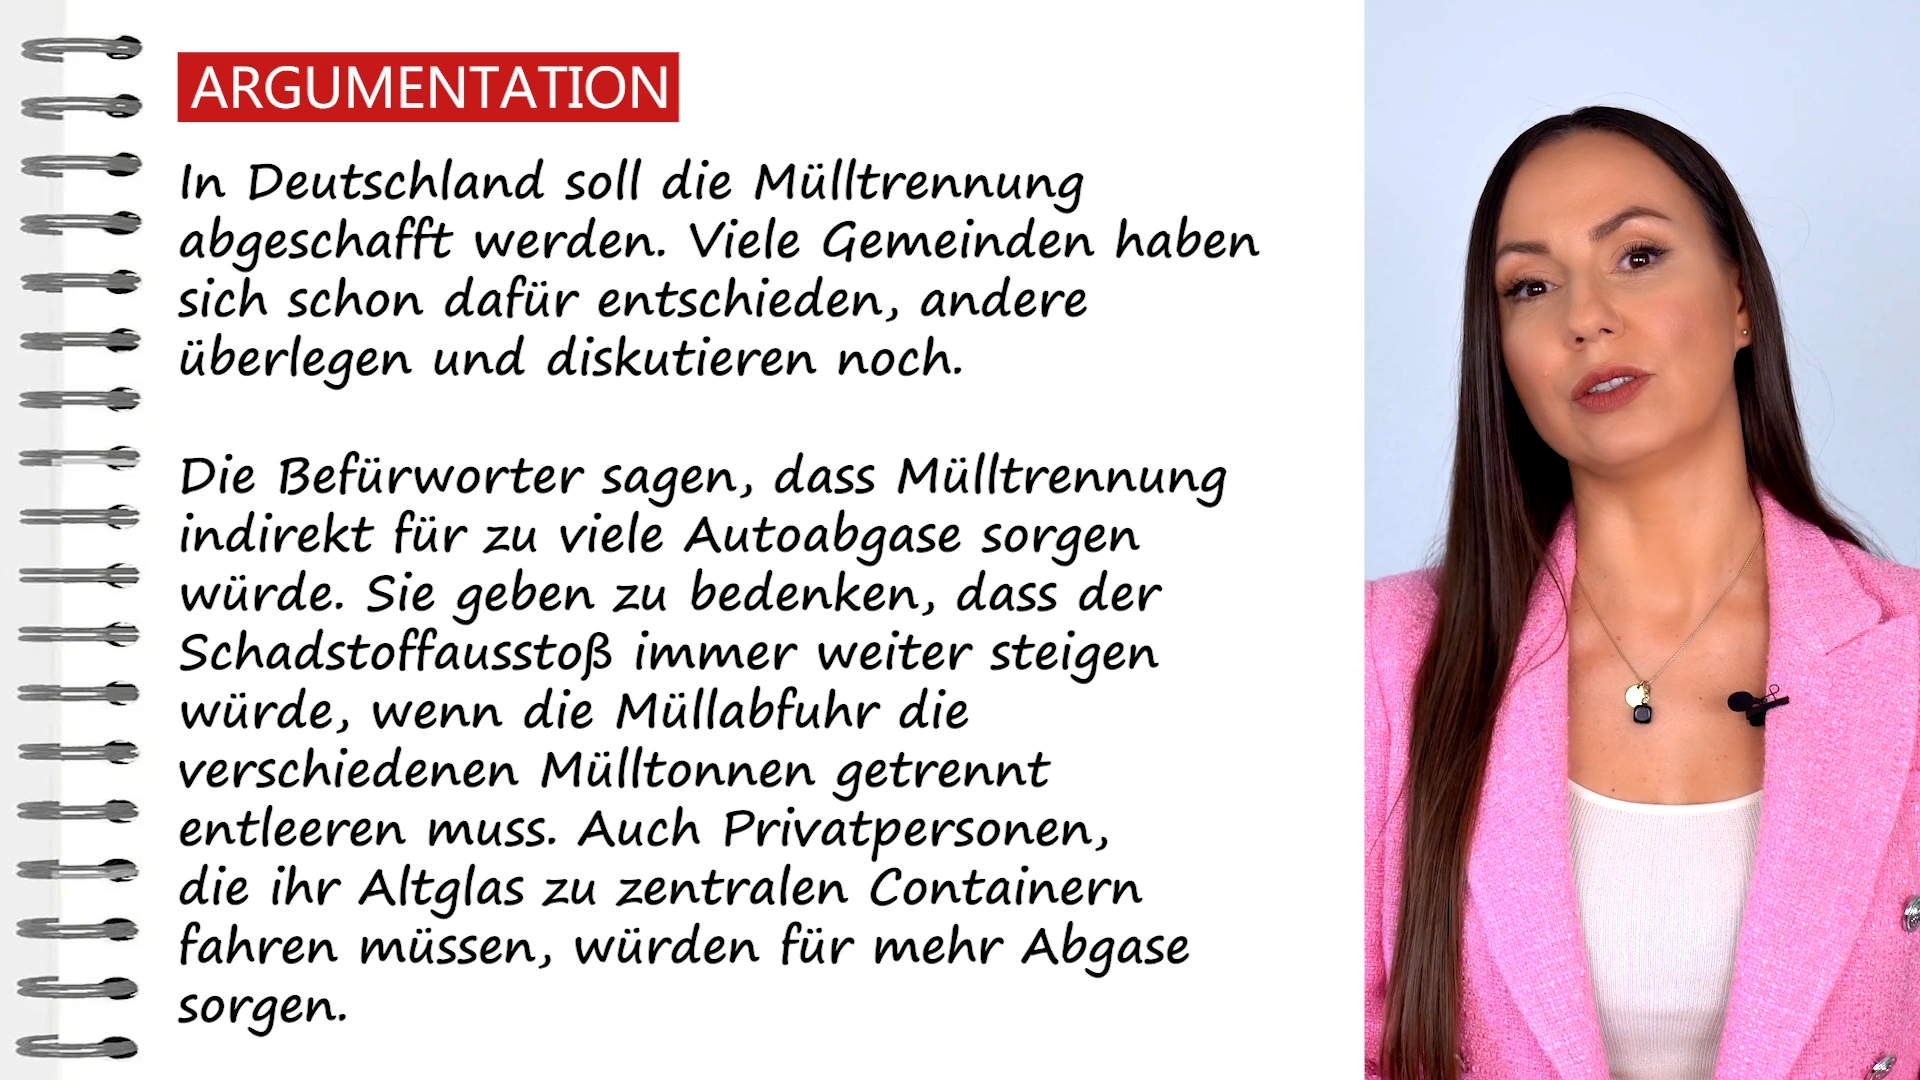 ARGUMENTATION
In Deutschland soll die Mülltrennung
abgeschafft werden. Viele Gemeinden haben
sich schon dafür entschieden, andere
überlegen und diskutieren noch.
Die Befürworter sagen, dass Mülltrennung
indirekt für zu viele Autoabgase sorgen
würde. Sie geben zu bedenken, dass der
Schadstoffausstoß immer weiter steigen
würde, wenn die Müllabfuhr die
verschiedenen Mülltonnen getrennt
entleeren muss. Auch Privatpersonen,
die ihr Altglas zu zentralen Containern
fahren müssen, würden für mehr Abgase
sorgen.